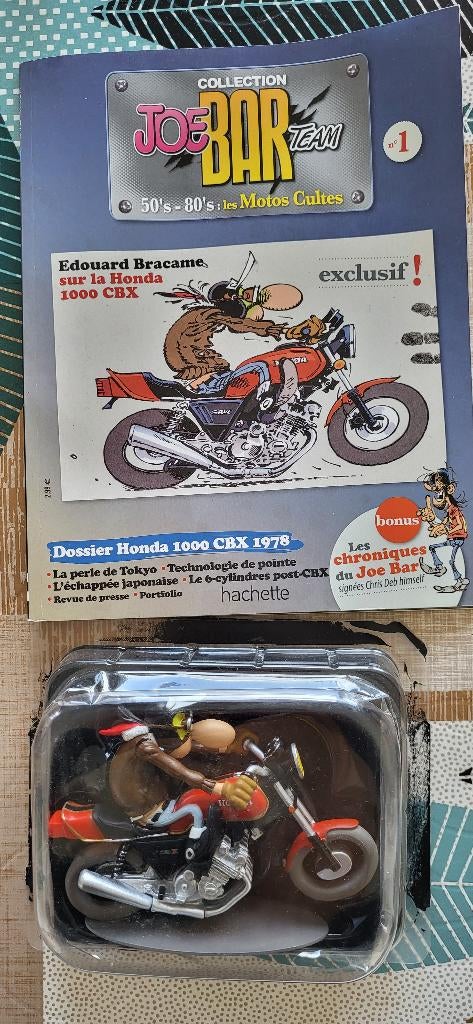 COLLECTION
JOE BAR TEAM
n°1
50's - 80's : les Motos Cultes
Edouard Bracame
sur la Honda
1000 CBX
exclusif !
2,99 €
Dossier Honda 1000 CBX 1978
• La perle de Tokyo • Technologie de pointe
• L'échappée japonaise • Le 6-cylindres post-CBX
• Revue de presse • Portfolio
hachette
bonus
Les
chroniques
du Joe Bar
signées Chris Deb himself